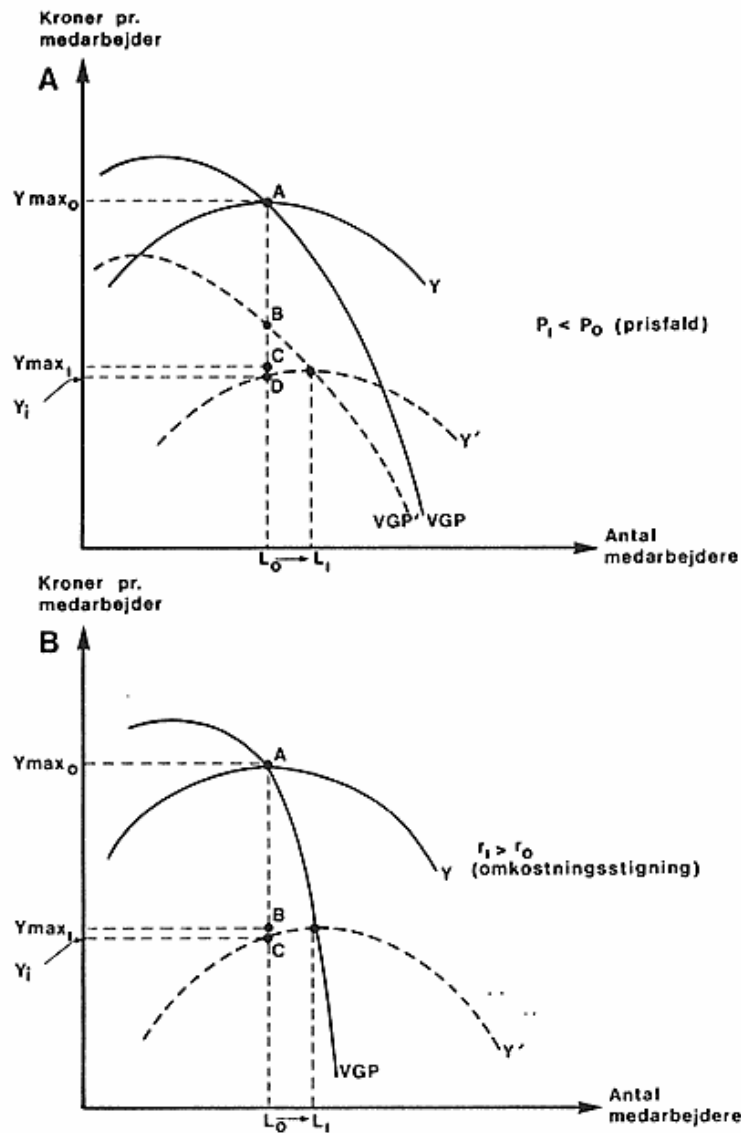 Kroner pr.
medarbejder
A
Y max₀
A
Y
B
P₁ < P₀ (prisfald)
Ymax₁
C
D
Yᵢ
Y′
VGP′ VGP
Antal
medarbejdere
L₀ → L₁
Kroner pr.
medarbejder
B
Ymax₀
A
r₁ > r₀
Y
(omkostningsstigning)
B
Ymax₁
C
Yᵢ
Y′
VGP
Antal
medarbejdere
L₀ → L₁